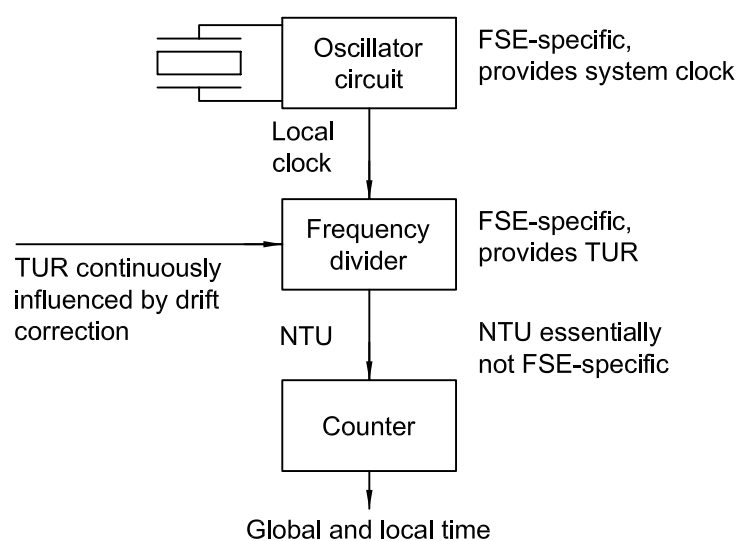 Oscillator
circuit
FSE-specific,
provides system clock
Local
clock
Frequency
divider
FSE-specific,
provides TUR
TUR continuously
influenced by drift
correction
NTU
NTU essentially
not FSE-specific
Counter
Global and local time